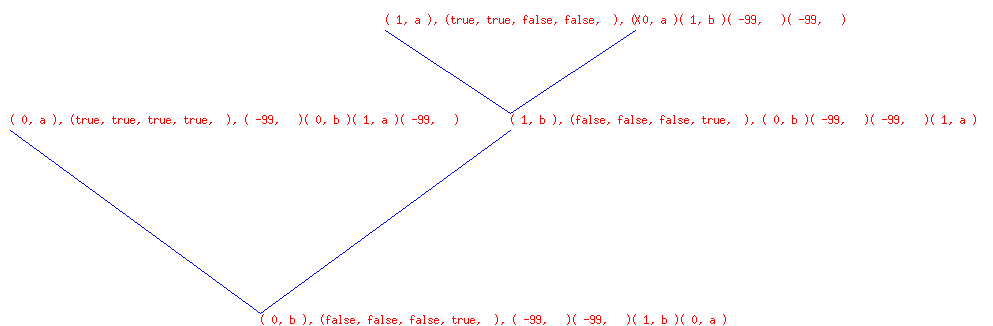 ( 1, a ), (true, true, false, false, ), ( 0, a )( 1, b )( -99, )( -99, )
( 0, a ), (true, true, true, true, ), ( -99, )( 0, b )( 1, a )( -99, )
( 1, b ), (false, false, false, true, ), ( 0, b )( -99, )( -99, )( 1, a )
( 0, b ), (false, false, false, true, ), ( -99, )( -99, )( 1, b )( 0, a )